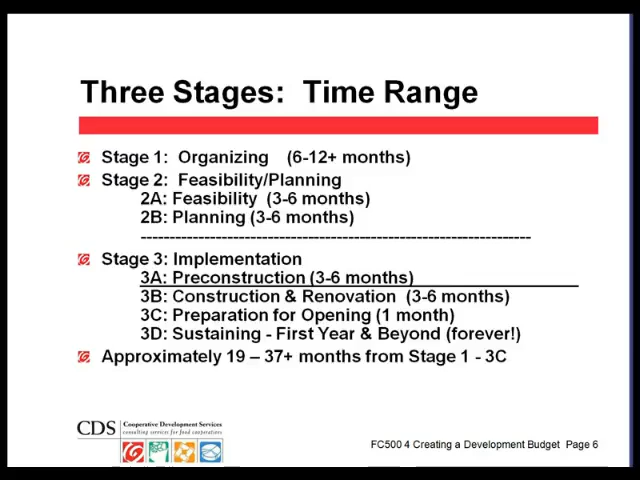 Three Stages:  Time Range
Stage 1:  Organizing    (6-12+ months)
Stage 2:  Feasibility/Planning
2A: Feasibility  (3-6 months)
2B: Planning (3-6 months)
--------------------------------------------------------------------
Stage 3: Implementation
3A: Preconstruction (3-6 months)
3B: Construction & Renovation  (3-6 months)
3C: Preparation for Opening (1 month)
3D: Sustaining - First Year & Beyond (forever!)
Approximately 19 – 37+ months from Stage 1 - 3C
CDS Cooperative Development Services
consulting services for food cooperatives
FC500 4 Creating a Development Budget  Page 6